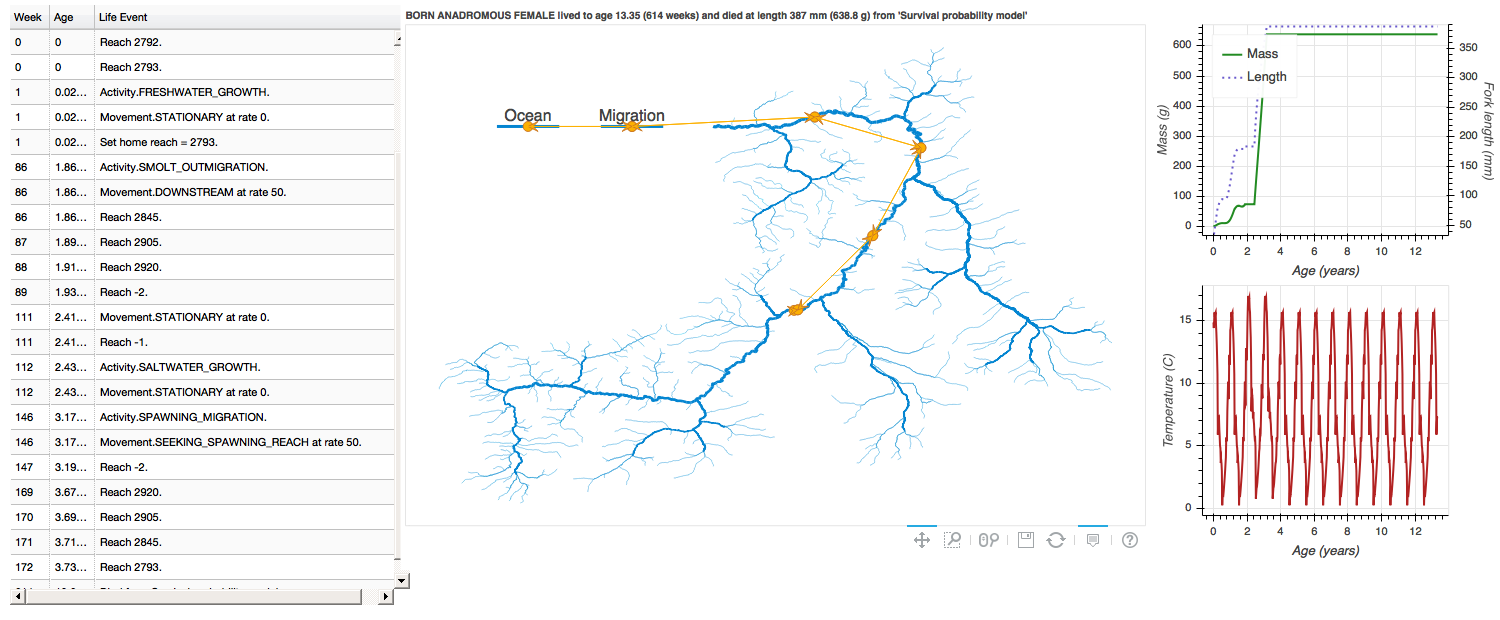 Week Age Life Event
0 0 Reach 2792.
0 0 Reach 2793.
1 0.02... Activity.FRESHWATER_GROWTH.
1 0.02... Movement.STATIONARY at rate 0.
1 0.02... Set home reach = 2793.
86 1.86... Activity.SMOLT_OUTMIGRATION.
86 1.86... Movement.DOWNSTREAM at rate 50.
86 1.86... Reach 2845.
87 1.89... Reach 2905.
88 1.91... Reach 2920.
89 1.93... Reach -2.
111 2.41... Movement.STATIONARY at rate 0.
111 2.41... Reach -1.
112 2.43... Activity.SALTWATER_GROWTH.
112 2.43... Movement.STATIONARY at rate 0.
146 3.17... Activity.SPAWNING_MIGRATION.
146 3.17... Movement.SEEKING_SPAWNING_REACH at rate 50.
147 3.19... Reach -2.
169 3.67... Reach 2920.
170 3.69... Reach 2905.
171 3.71... Reach 2845.
172 3.73... Reach 2793.
BORN ANADROMOUS FEMALE lived to age 13.35 (614 weeks) and died at length 387 mm (638.8 g) from 'Survival probability model'
Ocean Migration
Mass
Length
600
500
400
300
200
100
0
Mass (g)
350
300
250
200
150
100
50
Fork length (mm)
0 2 4 6 8 10 12
Age (years)
15
10
5
0
Temperature (C)
0 2 4 6 8 10 12
Age (years)